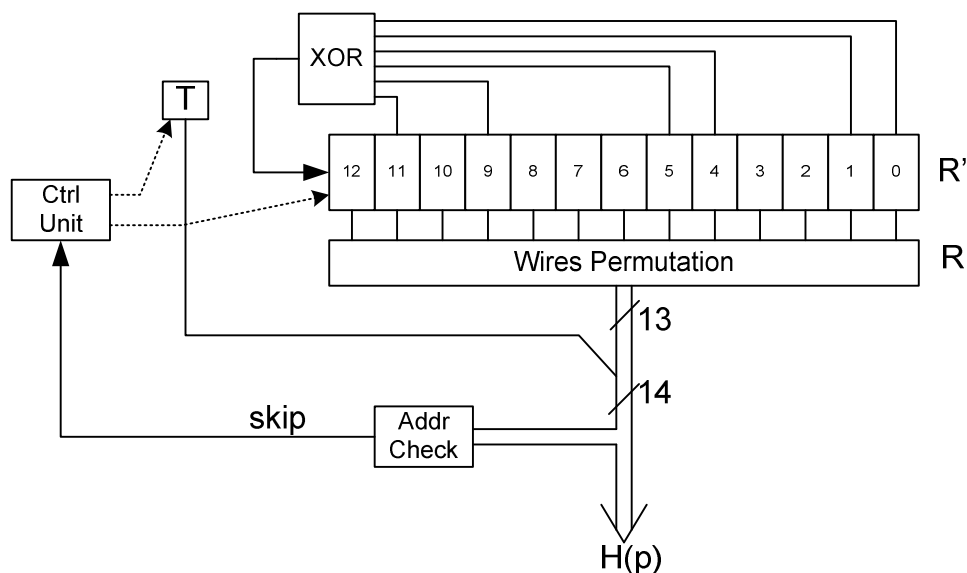 XOR
T
12 11 10 9 8 7 6 5 4 3 2 1 0
R’
Ctrl
Unit
Wires Permutation
R
13
14
skip
Addr
Check
H(p)